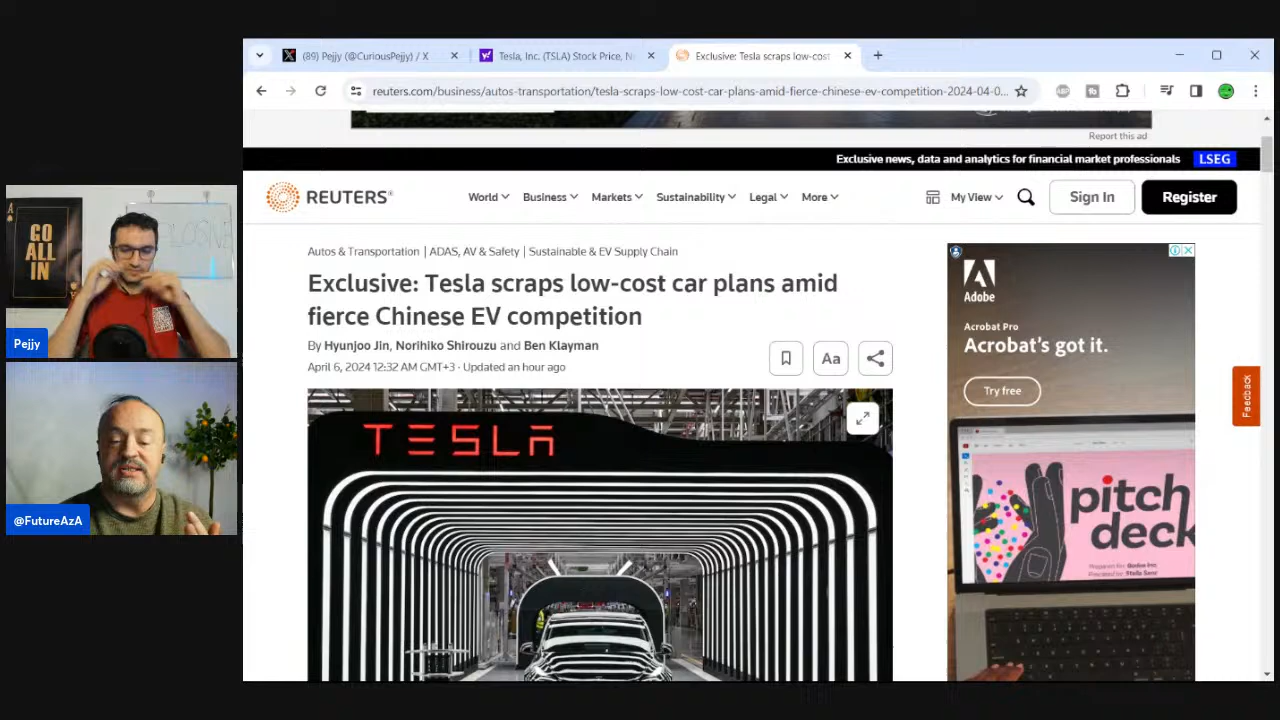 (89) Pejjy (@CuriousPejjy) / X
Tesla, Inc. (TSLA) Stock Price, N
Exclusive: Tesla scraps low-cost
reuters.com/business/autos-transportation/tesla-scraps-low-cost-car-plans-amid-fierce-chinese-ev-competition-2024-04-0...
Report this ad
Exclusive news, data and analytics for financial market professionals LSEG
REUTERS®
World Business Markets Sustainability Legal More
My View
Sign In
Register
Autos & Transportation | ADAS, AV & Safety | Sustainable & EV Supply Chain
Exclusive: Tesla scraps low-cost car plans amid
fierce Chinese EV competition
By Hyunjoo Jin, Norihiko Shirouzu and Ben Klayman
April 6, 2024 12:32 AM GMT+3 · Updated an hour ago
Aa
TESLA
Adobe
Acrobat Pro
Acrobat's got it.
Try free
pitch
deck
Feedback
A
GO
ALL
IN
Pejjy
@FutureAzA